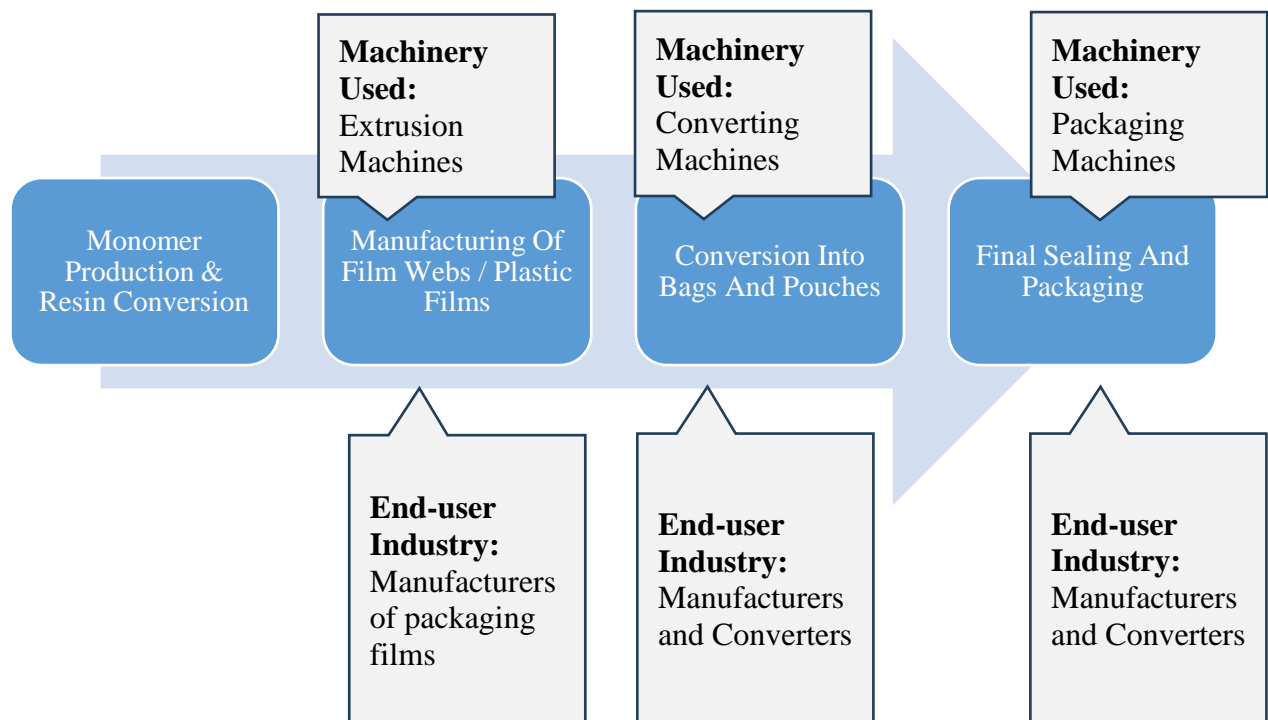 Machinery
Used:
Extrusion
Machines
Machinery
Used:
Converting
Machines
Machinery
Used:
Packaging
Machines
Monomer
Production &
Resin Conversion
Manufacturing Of
Film Webs / Plastic
Films
Conversion Into
Bags And Pouches
Final Sealing And
Packaging
End-user
Industry:
Manufacturers
of packaging
films
End-user
Industry:
Manufacturers
and Converters
End-user
Industry:
Manufacturers
and Converters